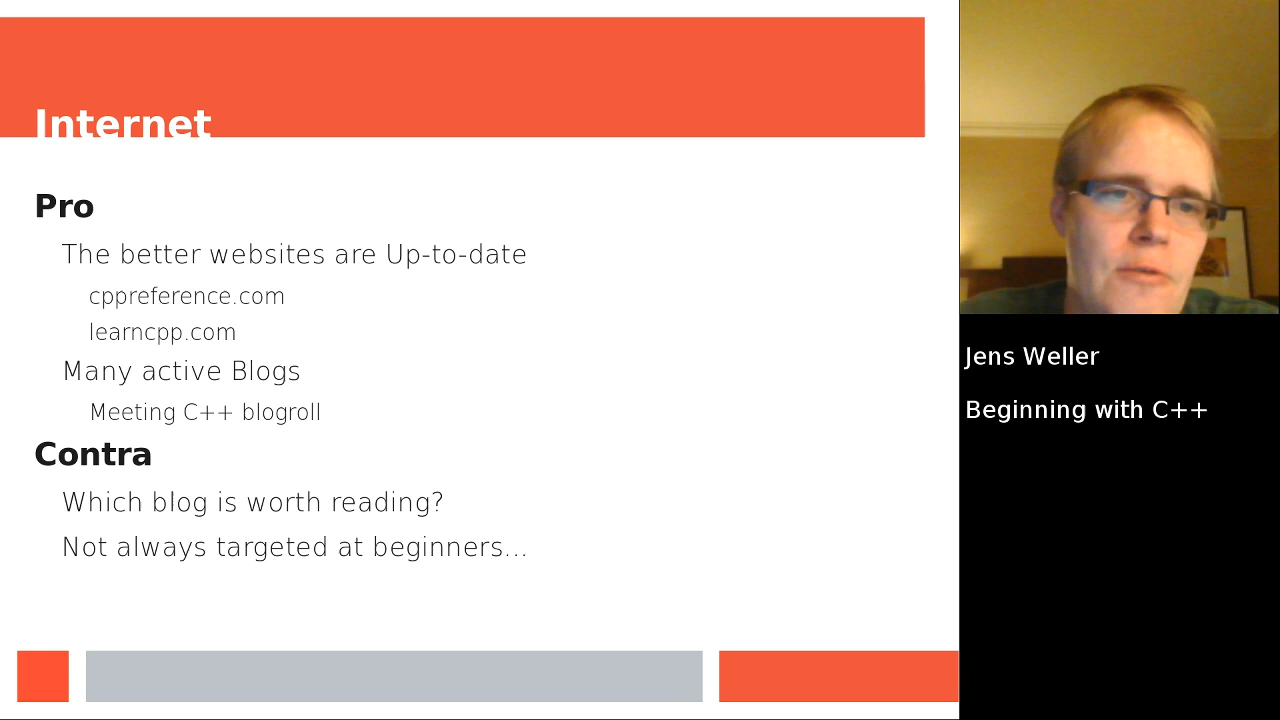 Internet
Pro
The better websites are Up-to-date
cppreference.com
learncpp.com
Many active Blogs
Meeting C++ blogroll
Contra
Which blog is worth reading?
Not always targeted at beginners...
Jens Weller
Beginning with C++